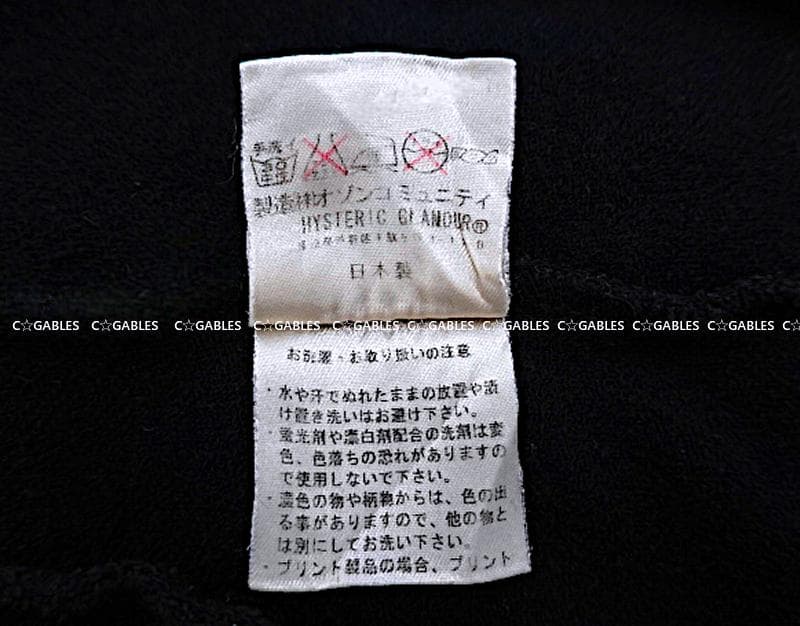 手洗イ
製造㈱オゾンコミュニティ
HYSTERIC GLAMOUR®
日本製
C☆GABLES C☆GABLES C☆GABLES C☆GABLES C☆GABLES C☆GABLES C☆GABLES C☆GABLES C☆GABLES C
お洗濯・お取り扱いの注意
・水や汗でぬれたままの放置や漬
け置き洗いはお避け下さい。
・蛍光剤や漂白剤配合の洗剤は変
色、色落ちの恐れがありますの
で使用しないで下さい。
・濃色の物や柄物からは、色の出
る事がありますので、他の物と
は別にしてお洗い下さい。
・プリント製品の場合、プリント